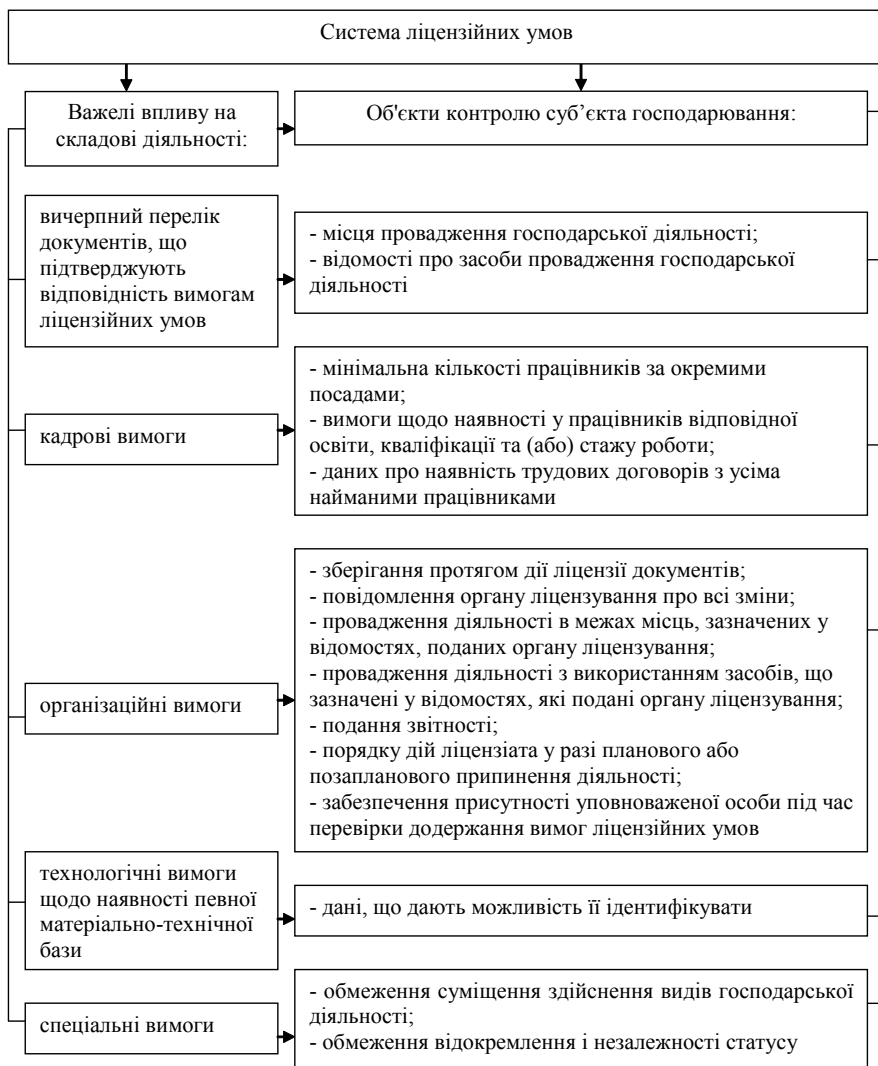 Система ліцензійних умов
Важелі впливу на
складові діяльності:
Об'єкти контролю суб’єкта господарювання:
вичерпний перелік
документів, що
підтверджують
відповідність вимогам
ліцензійних умов
- місця провадження господарської діяльності;
- відомості про засоби провадження господарської
діяльності
кадрові вимоги
- мінімальна кількості працівників за окремими
посадами;
- вимоги щодо наявності у працівників відповідної
освіти, кваліфікації та (або) стажу роботи;
- даних про наявність трудових договорів з усіма
найманими працівниками
організаційні вимоги
- зберігання протягом дії ліцензії документів;
- повідомлення органу ліцензування про всі зміни;
- провадження діяльності в межах місць, зазначених у
відомостях, поданих органу ліцензування;
- провадження діяльності з використанням засобів, що
зазначені у відомостях, які подані органу ліцензування;
- подання звітності;
- порядку дій ліцензіата у разі планового або
позапланового припинення діяльності;
- забезпечення присутності уповноваженої особи під час
перевірки додержання вимог ліцензійних умов
технологічні вимоги
щодо наявності певної
матеріально-технічної
бази
- дані, що дають можливість її ідентифікувати
спеціальні вимоги
- обмеження суміщення здійснення видів господарської
діяльності;
- обмеження відокремлення і незалежності статусу